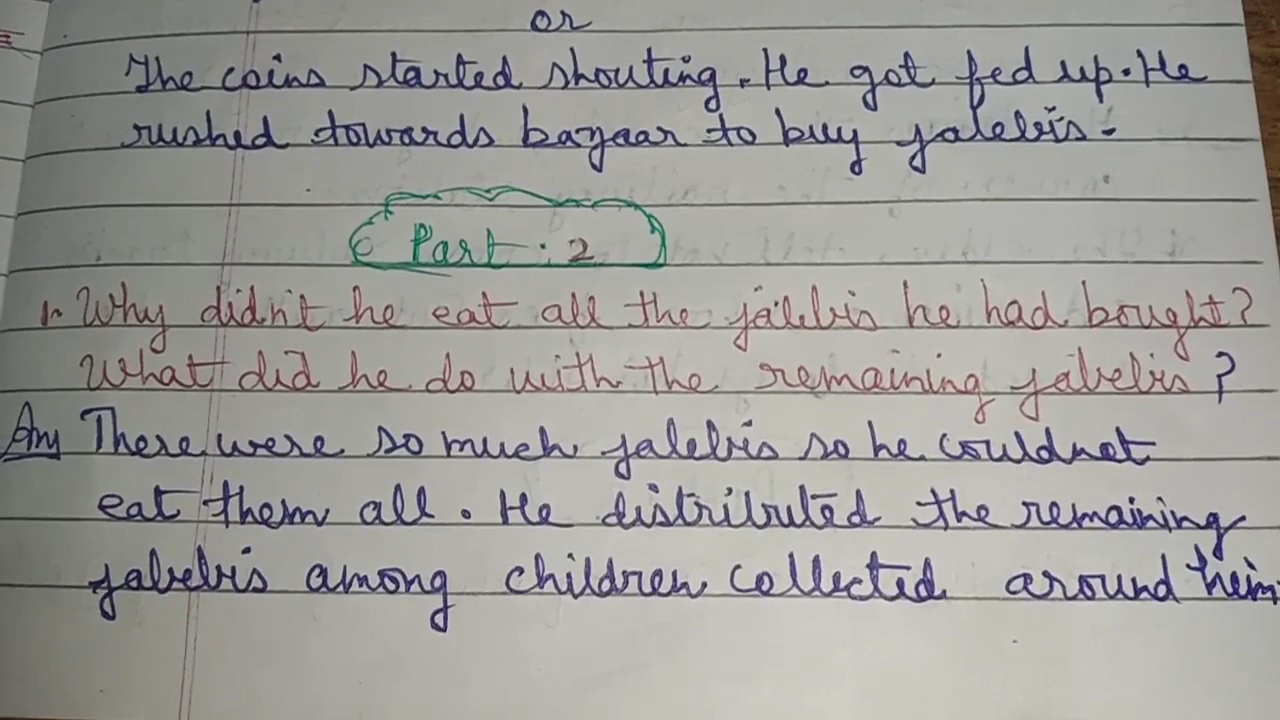 or
The coins started shouting. He got fed up. He
rushed towards bazaar to buy jalebis.
Part : 2
1. Why didn't he eat all the jalebis he had bought?
What did he do with the remaining jalebis?
Ans There were so much jalebis so he couldnot
eat them all. He distributed the remaining
jalebis among children collected around heim